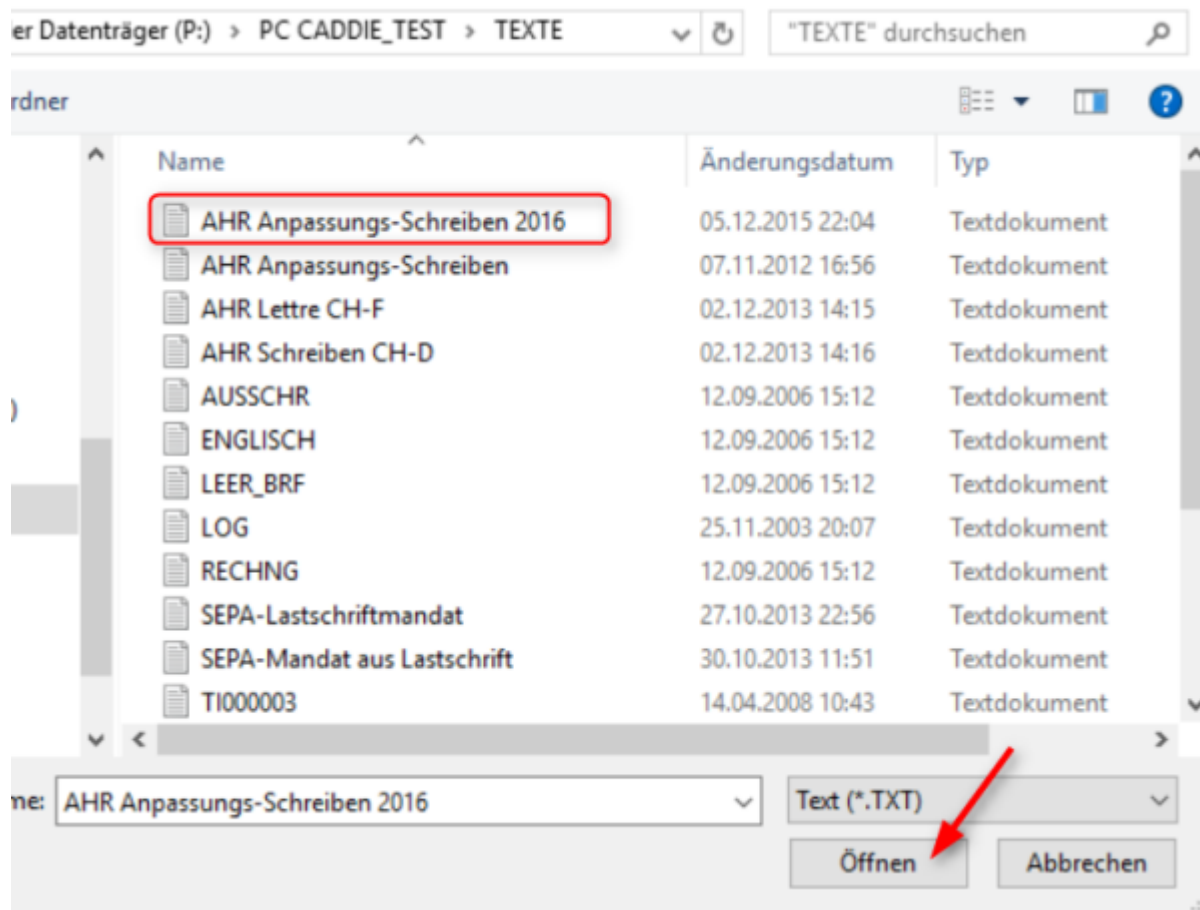 er Datenträger (P:) > PC CADDIE_TEST > TEXTE "TEXTE" durchsuchen
rdner ?
Name Änderungsdatum Typ
AHR Anpassungs-Schreiben 2016 05.12.2015 22:04 Textdokument
AHR Anpassungs-Schreiben 07.11.2012 16:56 Textdokument
AHR Lettre CH-F 02.12.2013 14:15 Textdokument
AHR Schreiben CH-D 02.12.2013 14:16 Textdokument
) AUSSCHR 12.09.2006 15:12 Textdokument
ENGLISCH 12.09.2006 15:12 Textdokument
LEER_BRF 12.09.2006 15:12 Textdokument
LOG 25.11.2003 20:07 Textdokument
RECHNG 12.09.2006 15:12 Textdokument
SEPA-Lastschriftmandat 27.10.2013 22:56 Textdokument
SEPA-Mandat aus Lastschrift 30.10.2013 11:51 Textdokument
TI000003 14.04.2008 10:43 Textdokument
me: AHR Anpassungs-Schreiben 2016 Text (*.TXT)
Öffnen Abbrechen